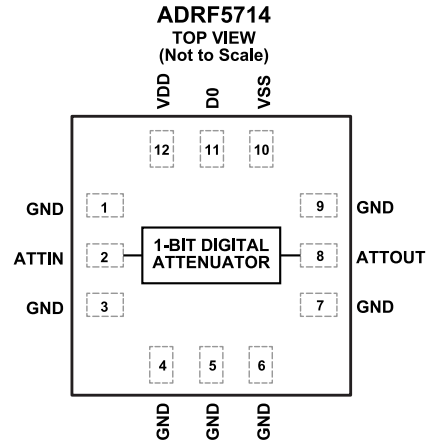 ADRF5714
TOP VIEW
(Not to Scale)
VDD D0 VSS
12 11 10
GND 1 9 GND
ATTIN 2 1-BIT DIGITAL ATTENUATOR 8 ATTOUT
GND 3 7 GND
4 5 6
GND GND GND